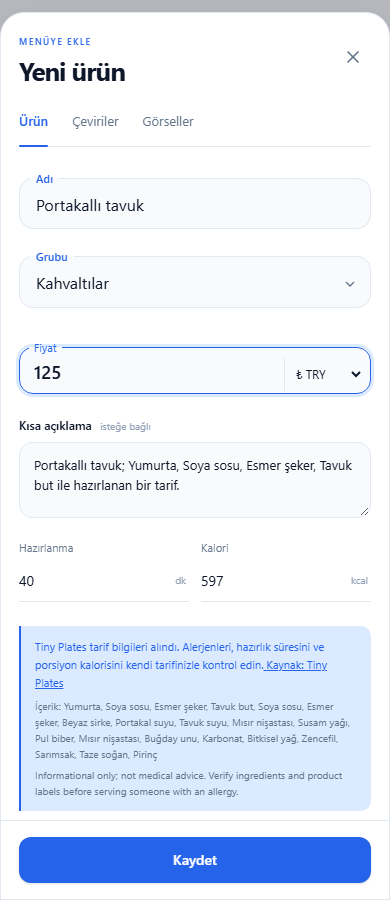 MENÜYE EKLE
Yeni ürün
Ürün
Çeviriler
Görseller
Adı
Portakallı tavuk
Grubu
Kahvaltılar
Fiyat
125
₺ TRY
Kısa açıklama isteğe bağlı
Portakallı tavuk; Yumurta, Soya sosu, Esmer şeker, Tavuk
but ile hazırlanan bir tarif.
Hazırlanma
Kalori
40 dk
597 kcal
Tiny Plates tarif bilgileri alındı. Alerjenleri, hazırlık süresini ve
porsiyon kalorisini kendi tarifinizle kontrol edin. Kaynak: Tiny
Plates
İçerik: Yumurta, Soya sosu, Esmer şeker, Tavuk but, Soya sosu, Esmer
şeker, Beyaz sirke, Portakal suyu, Tavuk suyu, Mısır nişastası, Susam yağı,
Pul biber, Mısır nişastası, Buğday unu, Karbonat, Bitkisel yağ, Zencefil,
Sarımsak, Taze soğan, Pirinç
Informational only; not medical advice. Verify ingredients and product
labels before serving someone with an allergy.
Kaydet